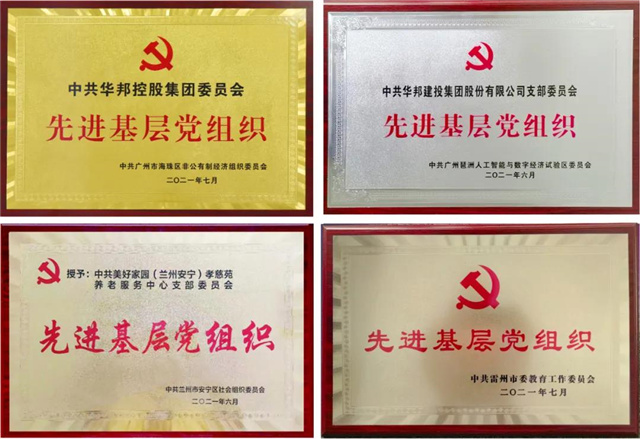 中共华邦控股集团委员会
先进基层党组织
中共广州市海珠区非公有制经济组织委员会
二〇二一年七月
中共华邦建投集团股份有限公司支部委员会
先进基层党组织
中共广州琶洲人工智能与数字经济试验区委员会
二〇二一年六月
授予：中共美好家园（兰州安宁）孝慈苑
养老服务中心支部委员会
先进基层党组织
中共兰州市安宁区社会组织委员会
二〇二一年六月
先进基层党组织
中共雷州市委教育工作委员会
二〇二一年七月